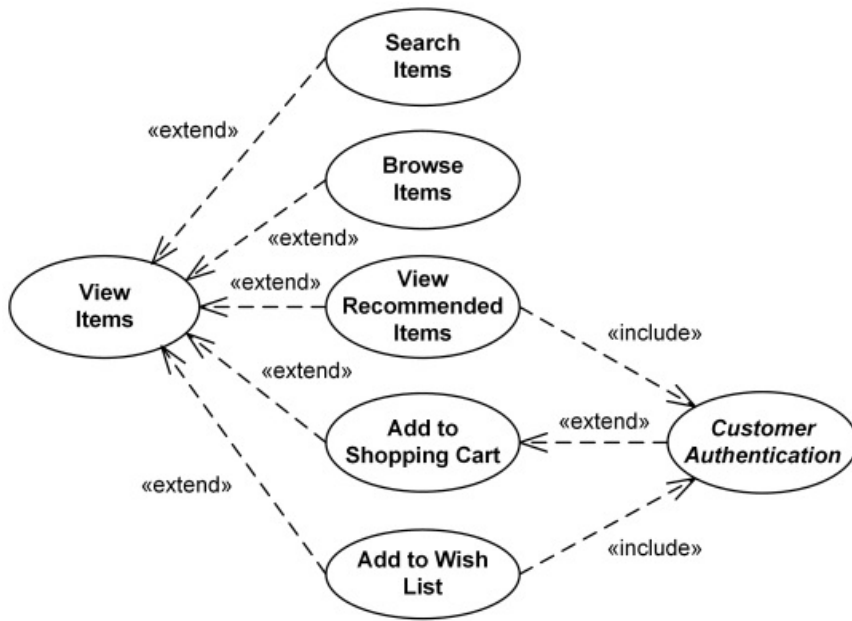 Search
Items
«extend»
Browse
Items
«extend»
View
Items
«extend»
View
Recommended
Items
«include»
«extend»
Add to
Shopping Cart
«extend»
Customer
Authentication
«extend»
Add to Wish
List
«include»